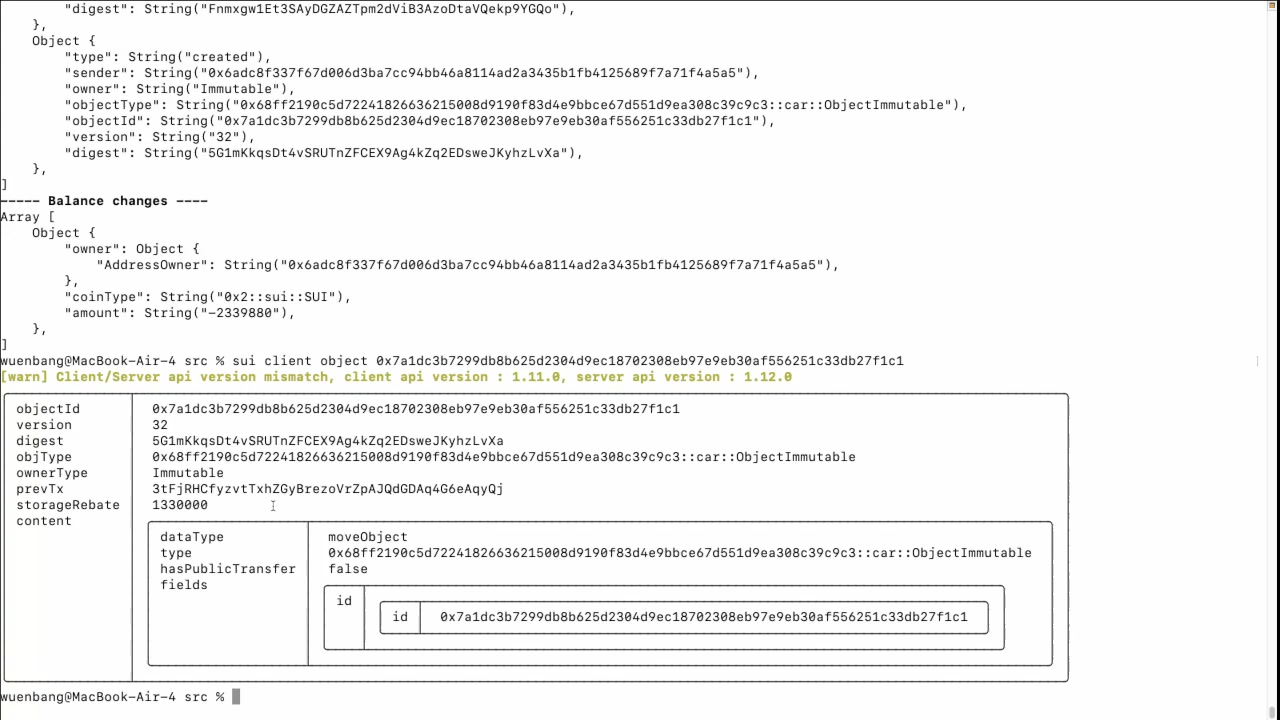 "digest": String("Fnmxgw1Et3SAyDGZAZTpm2dViB3AzoDtaVQekp9YGQo"),
},
Object {
"type": String("created"),
"sender": String("0x6adc8f337f67d006d3ba7cc94bb46a8114ad2a3435b1fb4125689f7a71f4a5a5"),
"owner": String("Immutable"),
"objectType": String("0x68ff2190c5d72241826636215008d9190f83d4e9bbce67d551d9ea308c39c9c3::car::ObjectImmutable"),
"objectId": String("0x7a1dc3b7299db8b625d2304d9ec18702308eb97e9eb30af556251c33db27f1c1"),
"version": String("32"),
"digest": String("5G1mKkqsDt4vSRUTnZFCEX9Ag4kZq2EDsweJKyhzLvXa"),
},
]
----- Balance changes ----
Array [
Object {
"owner": Object {
"AddressOwner": String("0x6adc8f337f67d006d3ba7cc94bb46a8114ad2a3435b1fb4125689f7a71f4a5a5"),
},
"coinType": String("0x2::sui::SUI"),
"amount": String("-2339880"),
},
]
wuenbang@MacBook-Air-4 src % sui client object 0x7a1dc3b7299db8b625d2304d9ec18702308eb97e9eb30af556251c33db27f1c1
[warn] Client/Server api version mismatch, client api version : 1.11.0, server api version : 1.12.0
objectId 0x7a1dc3b7299db8b625d2304d9ec18702308eb97e9eb30af556251c33db27f1c1
version 32
digest 5G1mKkqsDt4vSRUTnZFCEX9Ag4kZq2EDsweJKyhzLvXa
objType 0x68ff2190c5d72241826636215008d9190f83d4e9bbce67d551d9ea308c39c9c3::car::ObjectImmutable
ownerType Immutable
prevTx 3tFjRHCfyzvtTxhZGyBrezoVrZpAJQdGDAq4G6eAqyQj
storageRebate 1330000
content
dataType moveObject
type 0x68ff2190c5d72241826636215008d9190f83d4e9bbce67d551d9ea308c39c9c3::car::ObjectImmutable
hasPublicTransfer false
fields
id
id 0x7a1dc3b7299db8b625d2304d9ec18702308eb97e9eb30af556251c33db27f1c1
wuenbang@MacBook-Air-4 src %